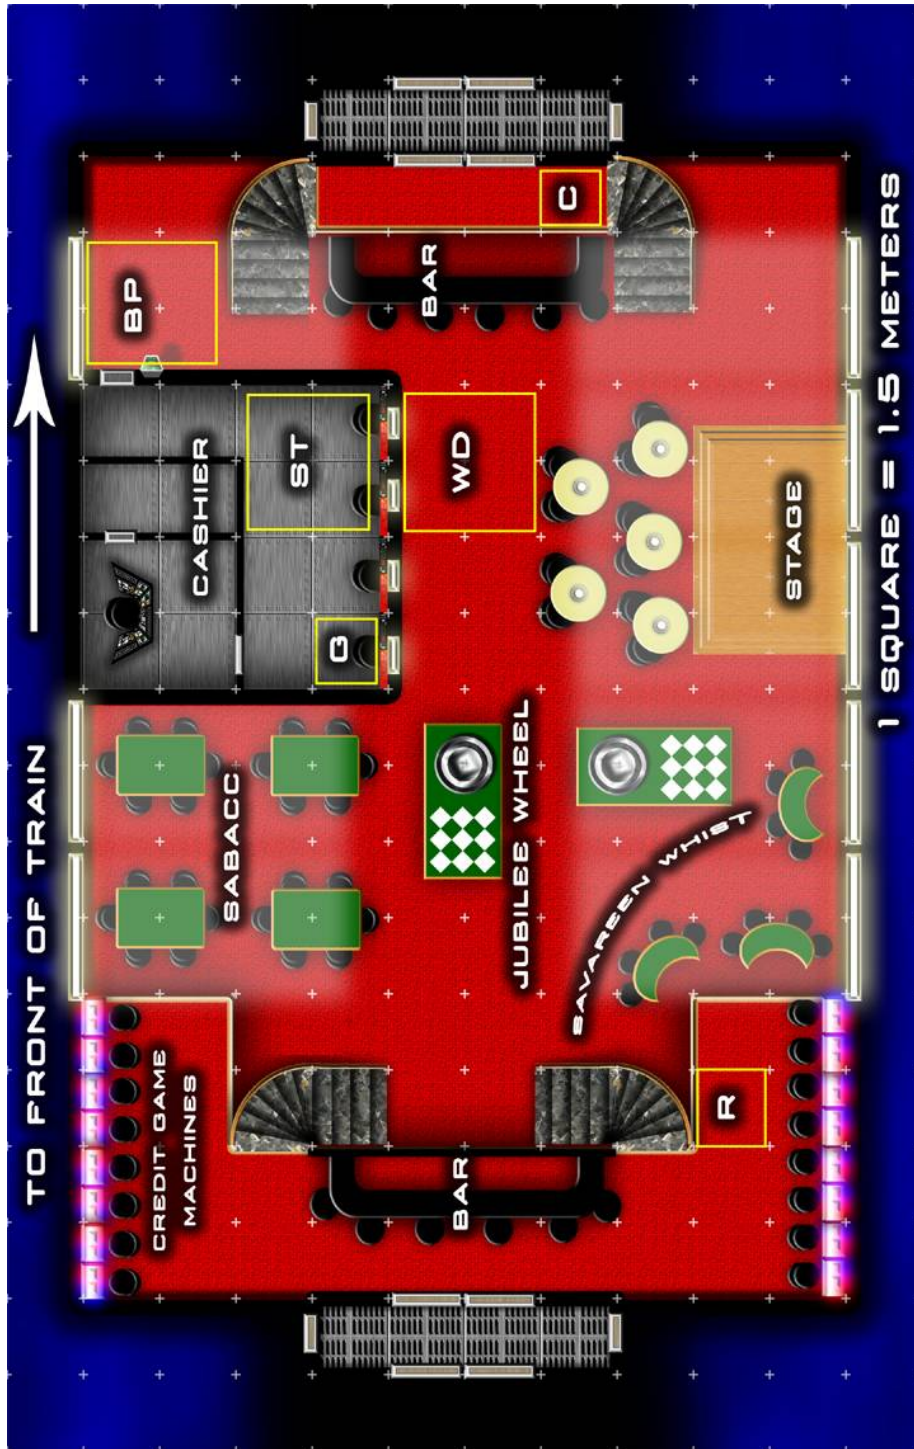 C
BAR
BP
ST
CASHIER
WD
STAGE
G
1 SQUARE = 1.5 METERS
TO FRONT OF TRAIN
SABACC
JUBILEE WHEEL
SAVAREEN WHIST
CREDIT GAME
MACHINES
R
BAR